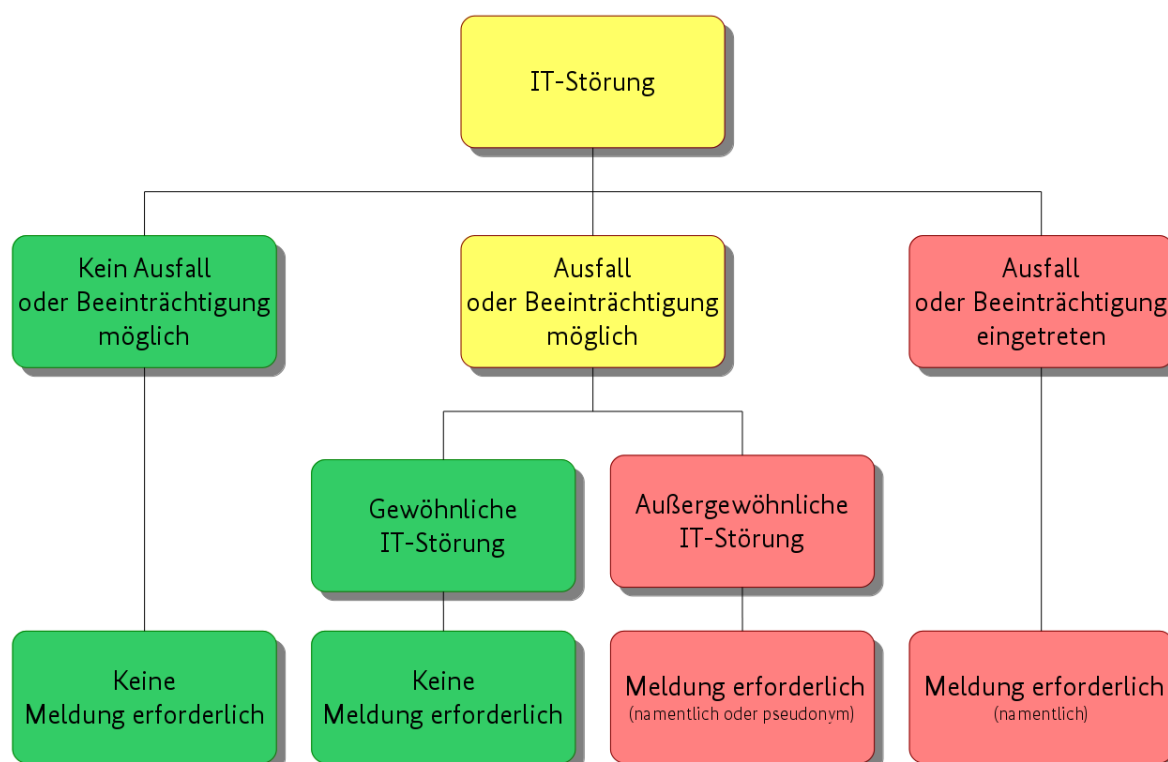 IT-Störung
Kein Ausfall
oder Beeinträchtigung
möglich
Ausfall
oder Beeinträchtigung
möglich
Ausfall
oder Beeinträchtigung
eingetreten
Gewöhnliche
IT-Störung
Außergewöhnliche
IT-Störung
Keine
Meldung erforderlich
Keine
Meldung erforderlich
Meldung erforderlich
(namentlich oder pseudonym)
Meldung erforderlich
(namentlich)